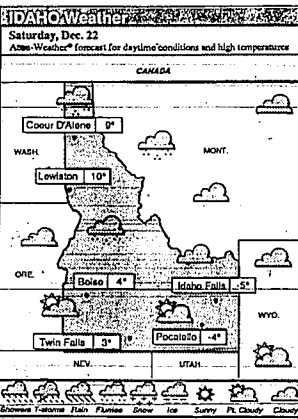 IDAHO Weather
Saturday, Dec. 22
Accu-Weather® forecast for daytime conditions and high temperatures
CANADA
Coeur D'Alene 9°
WASH.
MONT.
Lewiston 10°
ORE.
Boise 4°
Idaho Falls -5°
WYO.
Twin Falls 3°
Pocatello -4°
NEV.
UTAH
Showers T-storms Rain Flurries Snow Ice Sunny Pt. Cloudy Cloudy